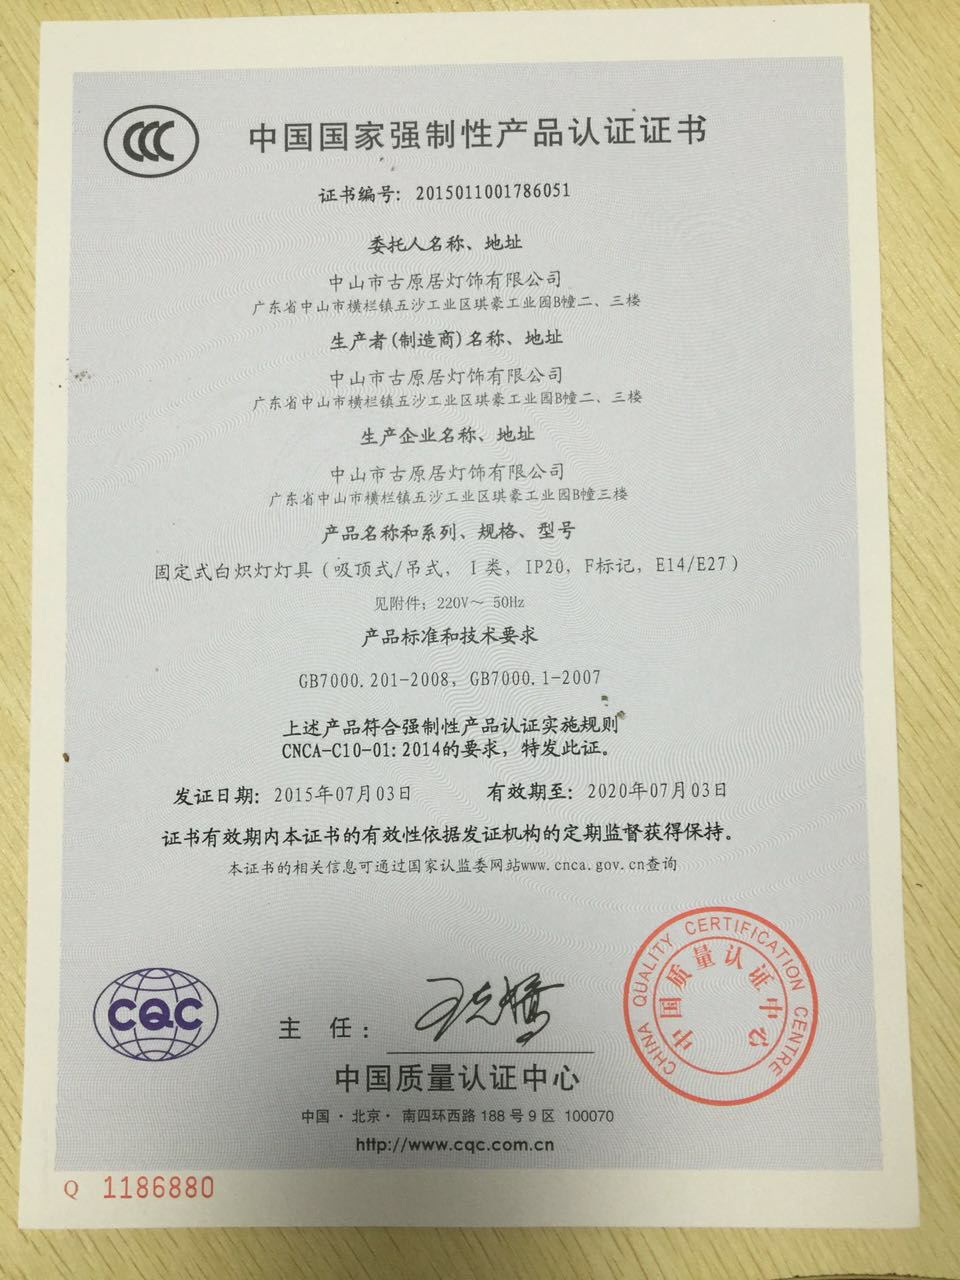 中国国家强制性产品认证证书
证书编号：2015011001786051
委托人名称、地址
中山市古原居灯饰有限公司
广东省中山市横栏镇五沙工业区琪豪工业园B幢二、三楼
生产者(制造商)名称、地址
中山市古原居灯饰有限公司
广东省中山市横栏镇五沙工业区琪豪工业园B幢二、三楼
生产企业名称、地址
中山市古原居灯饰有限公司
广东省中山市横栏镇五沙工业区琪豪工业园B幢三楼
产品名称和系列、规格、型号
固定式白炽灯灯具（吸顶式/吊式，I类，IP20，F标记，E14/E27）
见附件；220V～ 50Hz
产品标准和技术要求
GB7000.201-2008，GB7000.1-2007
上述产品符合强制性产品认证实施规则
CNCA-C10-01:2014的要求，特发此证。
发证日期：2015年07月03日 有效期至：2020年07月03日
证书有效期内本证书的有效性依据发证机构的定期监督获得保持。
本证书的相关信息可通过国家认监委网站www.cnca.gov.cn查询
CHINA QUALITY CERTIFICATION CENTRE
中国质量认证中心
CQC
主 任：
中国质量认证中心
中国·北京·南四环西路188号9区 100070
http://www.cqc.com.cn
Q 1186880